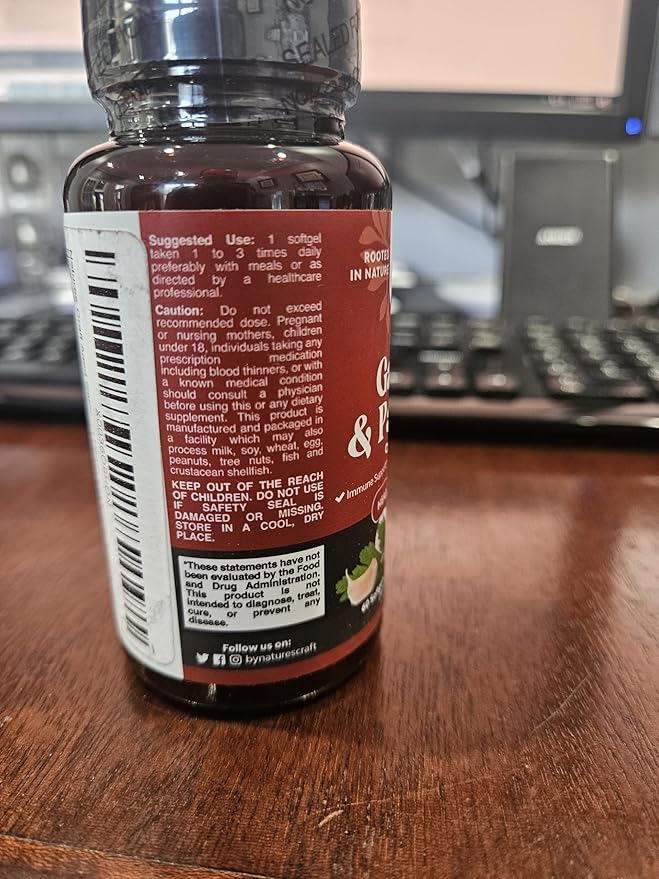 SEALED F
Suggested Use: 1 softgel
taken 1 to 3 times daily
preferably with meals or as
directed by a healthcare
professional.
Caution: Do not exceed
recommended dose. Pregnant
or nursing mothers, children
under 18, individuals taking any
prescription medication
including blood thinners, or with
a known medical condition
should consult a physician
before using this or any dietary
supplement. This product is
manufactured and packaged in
a facility which may also
process milk, soy, wheat, egg,
peanuts, tree nuts, fish and
crustacean shellfish.
KEEP OUT OF THE REACH
OF CHILDREN. DO NOT USE
IF SAFETY SEAL IS
DAMAGED OR MISSING.
STORE IN A COOL, DRY
PLACE.
*These statements have not
been evaluated by the Food
and Drug Administration.
This product is not
intended to diagnose, treat,
cure, or prevent any
disease.
Follow us on:
bynaturescraft
ROOTED
IN NATURE
G
& P
Immune Sup
60